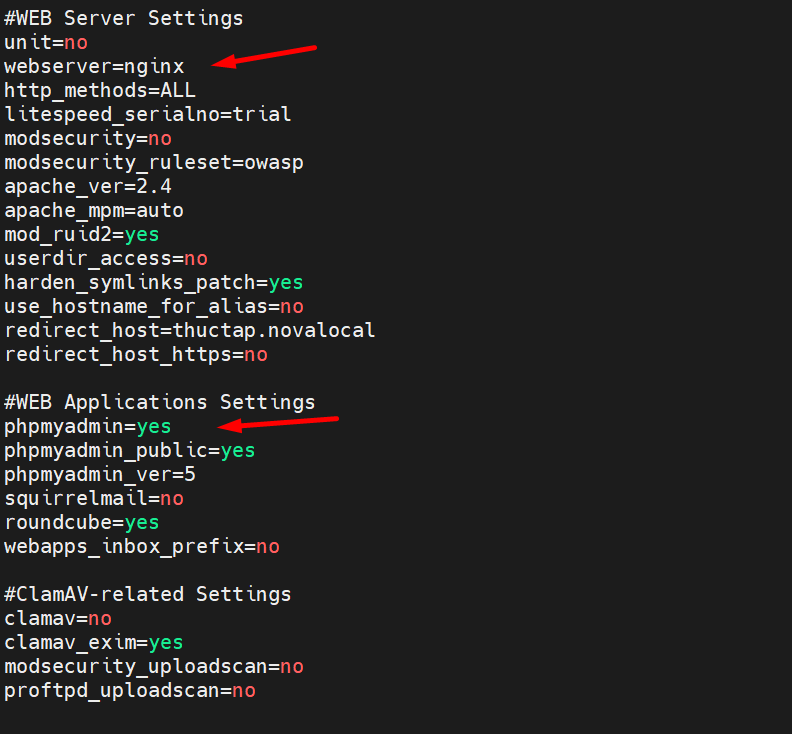 #WEB Server Settings
unit=no
webserver=nginx
http_methods=ALL
litespeed_serialno=trial
modsecurity=no
modsecurity_ruleset=owasp
apache_ver=2.4
apache_mpm=auto
mod_ruid2=yes
userdir_access=no
harden_symlinks_patch=yes
use_hostname_for_alias=no
redirect_host=thuctap.novalocal
redirect_host_https=no

#WEB Applications Settings
phpmyadmin=yes
phpmyadmin_public=yes
phpmyadmin_ver=5
squirrelmail=no
roundcube=yes
webapps_inbox_prefix=no

#ClamAV-related Settings
clamav=no
clamav_exim=yes
modsecurity_uploadscan=no
proftpd_uploadscan=no